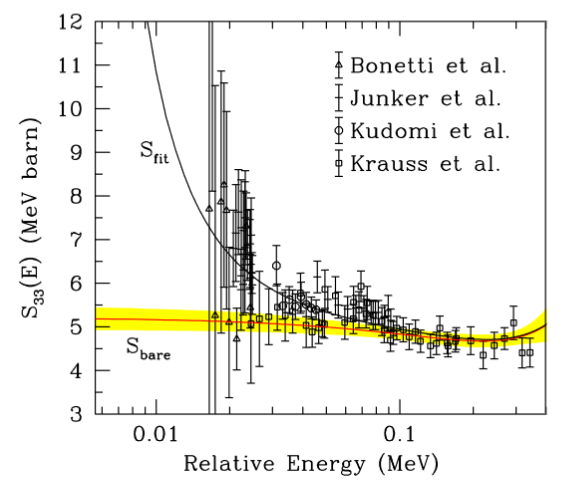 12
11
10
9
8
7
6
5
4
3
S33(E) (MeV barn)
Bonetti et al.
Junker et al.
Kudomi et al.
Krauss et al.
Sfit
Sbare
0.01
0.1
Relative Energy (MeV)